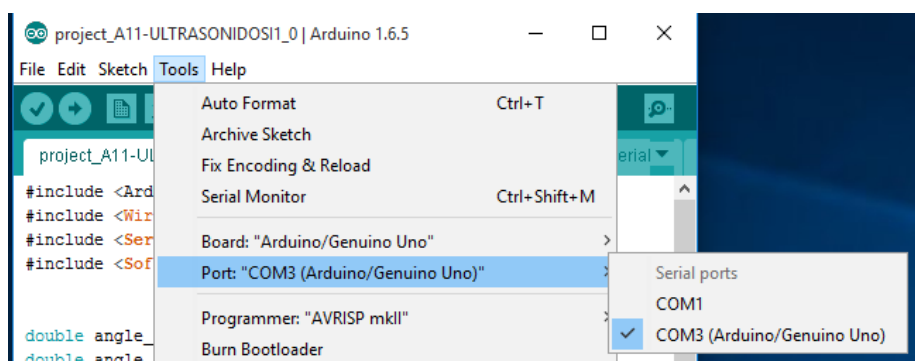 project_A11-ULTRASONIDOSI1_0 | Arduino 1.6.5
File Edit Sketch Tools Help
Auto Format Ctrl+T
Archive Sketch
project_A11-Ul erial
Fix Encoding & Reload
#include <Ard
Serial Monitor Ctrl+Shift+M
#include <Wir
#include <Ser
Board: "Arduino/Genuino Uno"
#include <Sof
Port: "COM3 (Arduino/Genuino Uno)"
Serial ports
COM1
Programmer: "AVRISP mkII"
double angle_
COM3 (Arduino/Genuino Uno)
Burn Bootloader
double angle